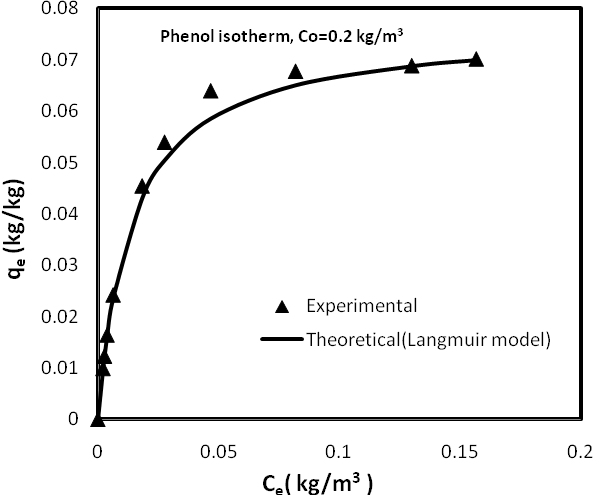 0.08
Phenol isotherm, Co=0.2 kg/m³
0.07
0.06
0.05
0.04
0.03
0.02
0.01
0
qₑ (kg/kg)
Experimental
Theoretical(Langmuir model)
0 0.05 0.1 0.15 0.2
Cₑ( kg/m³ )